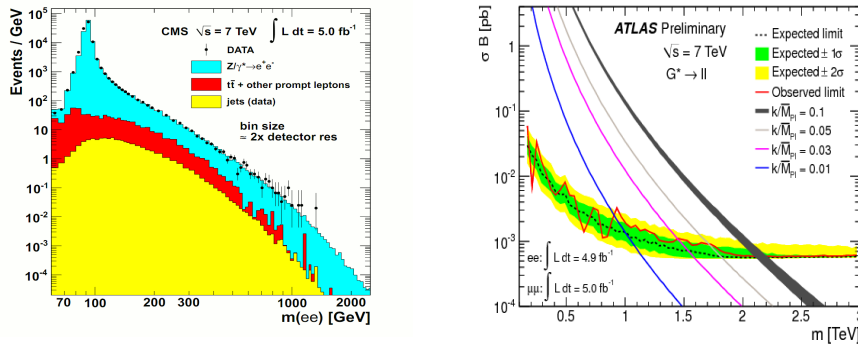 CMS √s = 7 TeV ∫ L dt = 5.0 fb⁻¹
DATA
Z/γ*→e⁺e⁻
tt̄ + other prompt leptons
jets (data)
bin size
≈ 2x detector res
Events / GeV
10⁵
10⁴
10³
10²
10
1
10⁻¹
10⁻²
10⁻³
10⁻⁴
70 100 200 300 1000 2000
m(ee) [GeV]
σ B [pb]
1
10⁻¹
10⁻²
10⁻³
10⁻⁴
ATLAS Preliminary
√s = 7 TeV
G* → ll
Expected limit
Expected ± 1σ
Expected ± 2σ
Observed limit
k/M̄Pl = 0.1
k/M̄Pl = 0.05
k/M̄Pl = 0.03
k/M̄Pl = 0.01
ee: ∫ L dt = 4.9 fb⁻¹
μμ: ∫ L dt = 5.0 fb⁻¹
0.5 1 1.5 2 2.5 3
m [TeV]